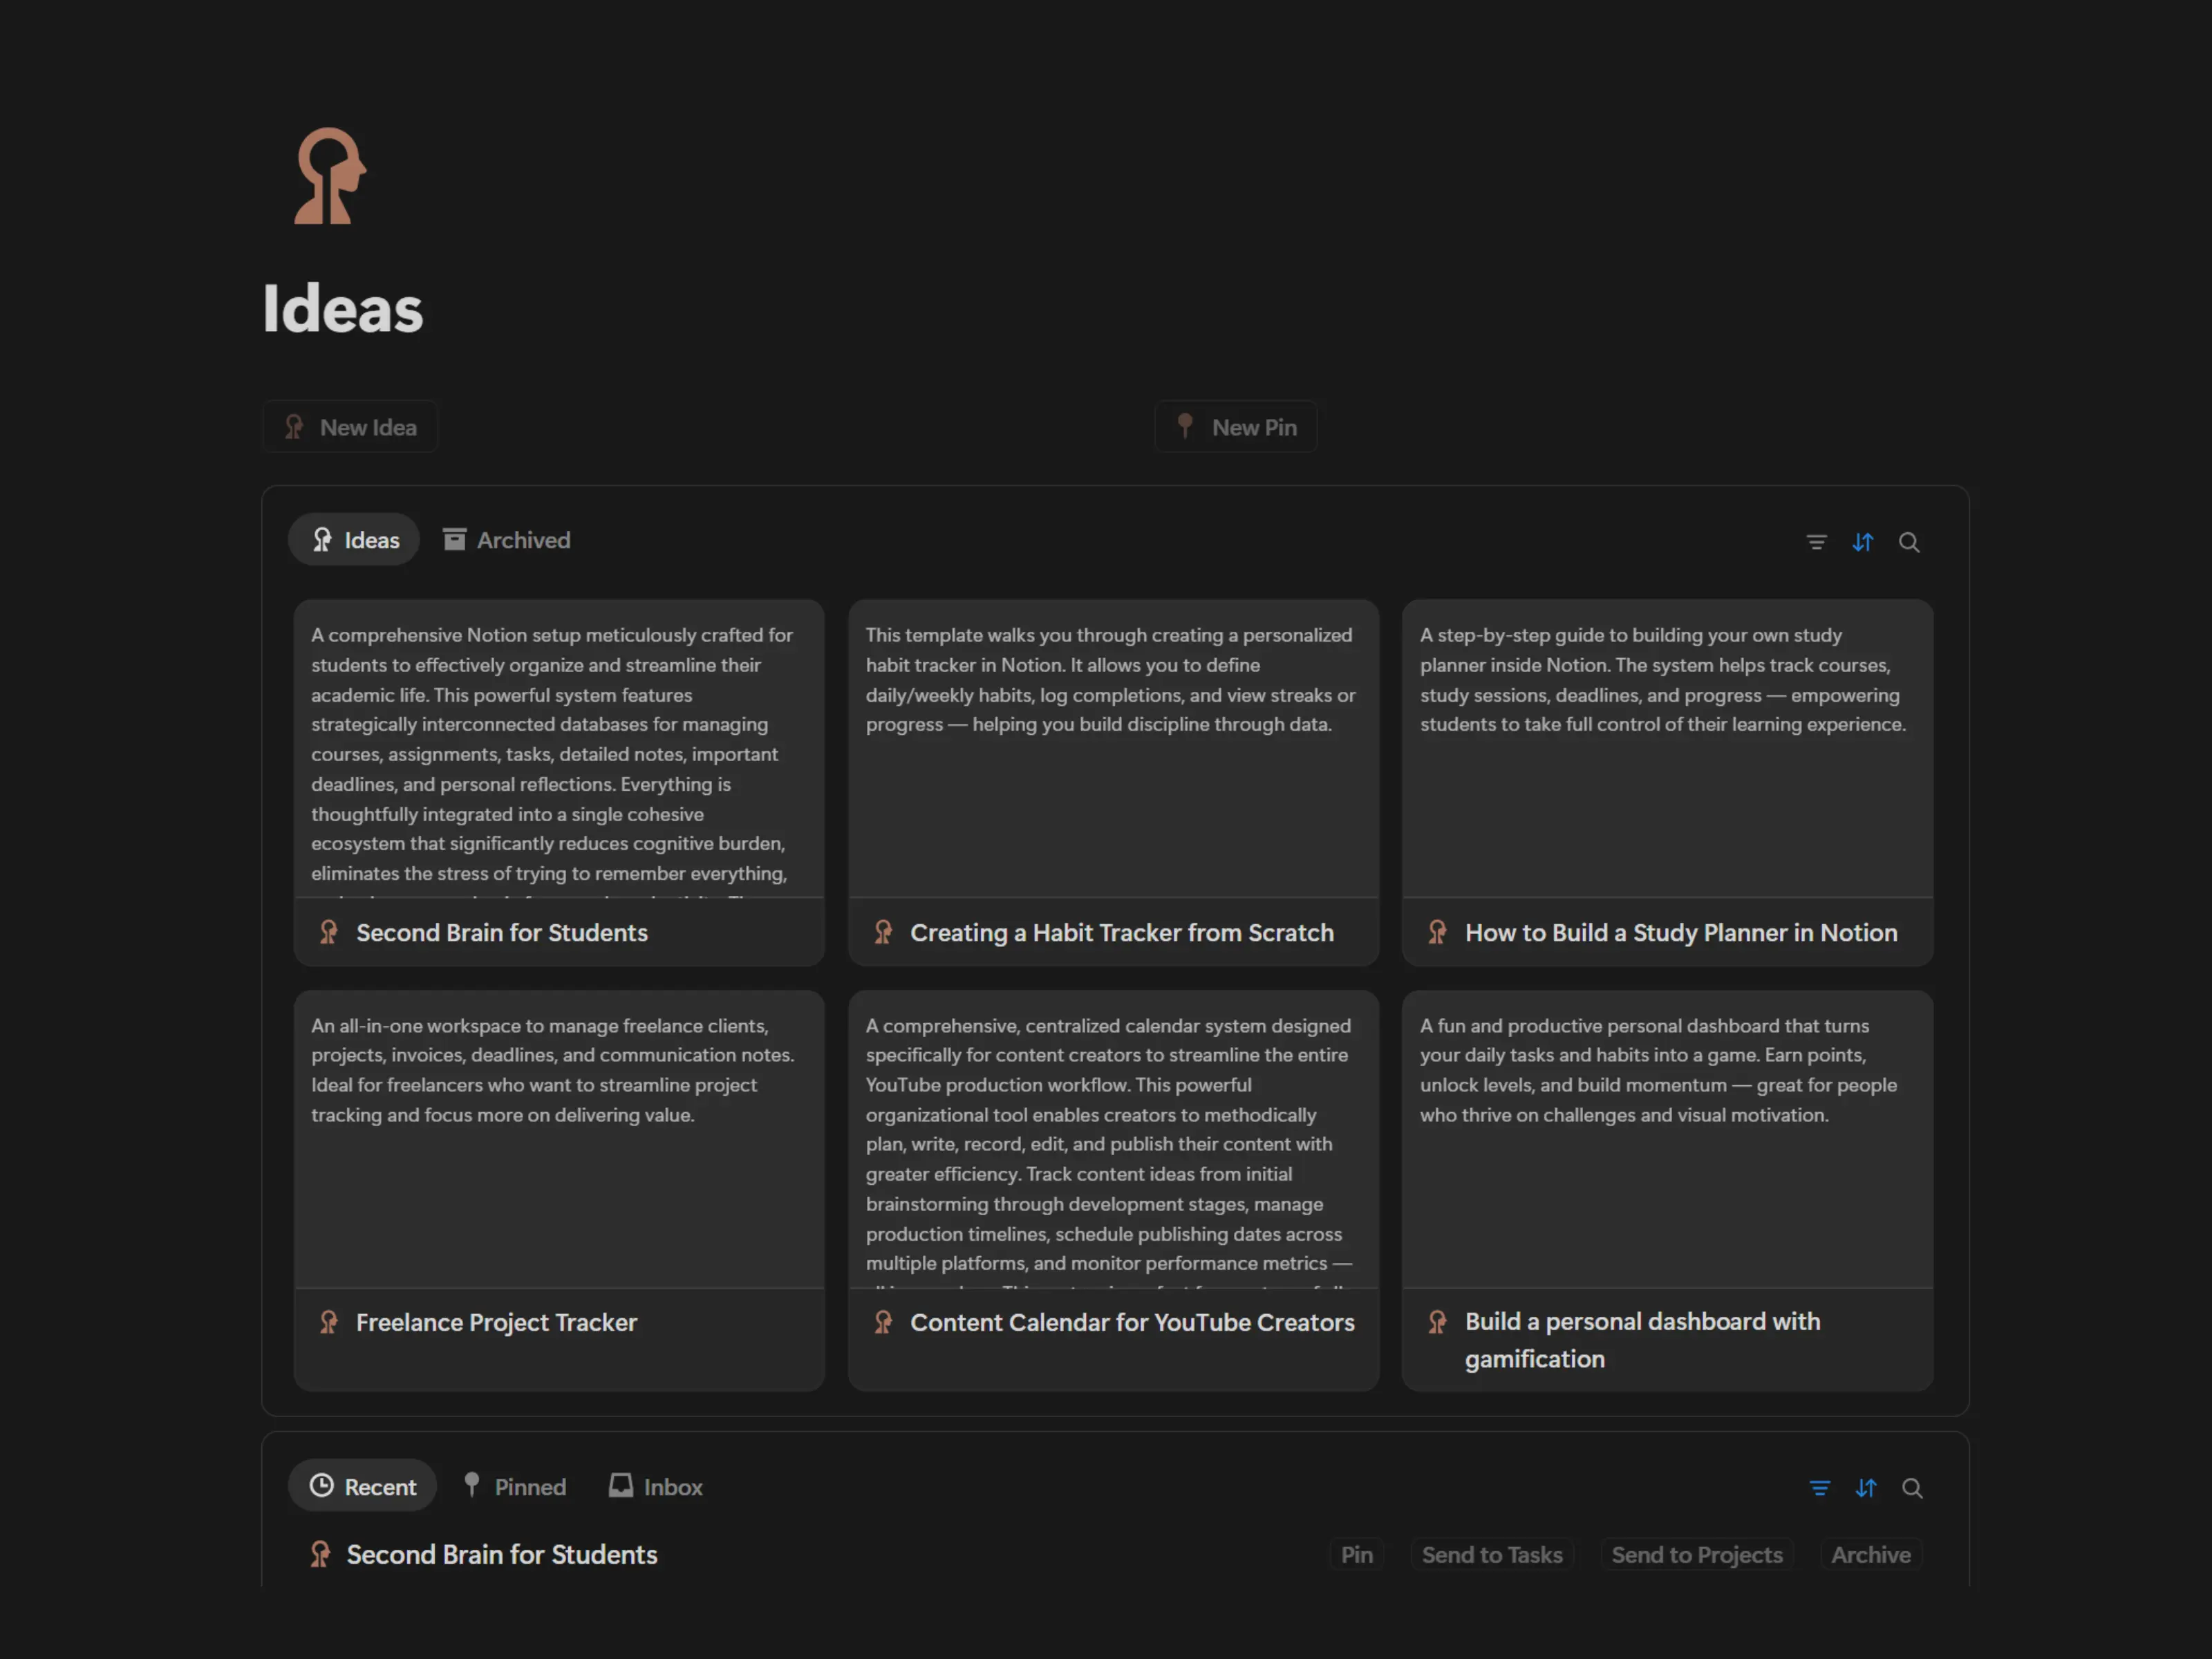 Ideas
New Idea
New Pin
Ideas
Archived
A comprehensive Notion setup meticulously crafted for
students to effectively organize and streamline their
academic life. This powerful system features
strategically interconnected databases for managing
courses, assignments, tasks, detailed notes, important
deadlines, and personal reflections. Everything is
thoughtfully integrated into a single cohesive
ecosystem that significantly reduces cognitive burden,
eliminates the stress of trying to remember everything,
Second Brain for Students
This template walks you through creating a personalized
habit tracker in Notion. It allows you to define
daily/weekly habits, log completions, and view streaks or
progress — helping you build discipline through data.
Creating a Habit Tracker from Scratch
A step-by-step guide to building your own study
planner inside Notion. The system helps track courses,
study sessions, deadlines, and progress — empowering
students to take full control of their learning experience.
How to Build a Study Planner in Notion
An all-in-one workspace to manage freelance clients,
projects, invoices, deadlines, and communication notes.
Ideal for freelancers who want to streamline project
tracking and focus more on delivering value.
Freelance Project Tracker
A comprehensive, centralized calendar system designed
specifically for content creators to streamline the entire
YouTube production workflow. This powerful
organizational tool enables creators to methodically
plan, write, record, edit, and publish their content with
greater efficiency. Track content ideas from initial
brainstorming through development stages, manage
production timelines, schedule publishing dates across
multiple platforms, and monitor performance metrics —
Content Calendar for YouTube Creators
A fun and productive personal dashboard that turns
your daily tasks and habits into a game. Earn points,
unlock levels, and build momentum — great for people
who thrive on challenges and visual motivation.
Build a personal dashboard with
gamification
Recent
Pinned
Inbox
Second Brain for Students
Pin
Send to Tasks
Send to Projects
Archive